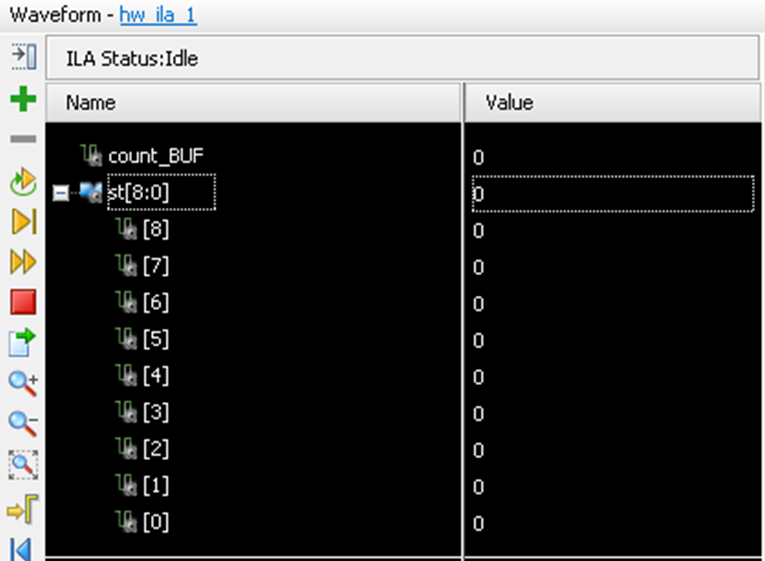 Waveform - hw_ila_1
ILA Status:Idle
Name Value
count_BUF 0
st[8:0] 0
[8] 0
[7] 0
[6] 0
[5] 0
[4] 0
[3] 0
[2] 0
[1] 0
[0] 0